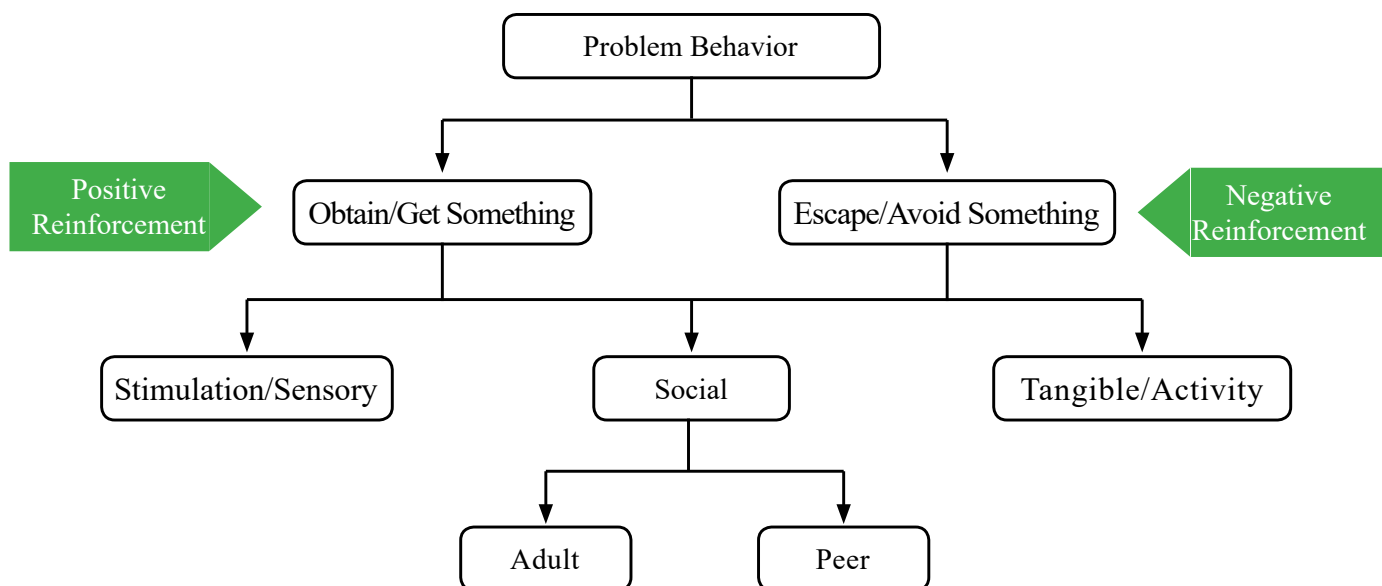 Problem Behavior
Positive
Reinforcement
Obtain/Get Something
Escape/Avoid Something
Negative
Reinforcement
Stimulation/Sensory
Social
Tangible/Activity
Adult
Peer